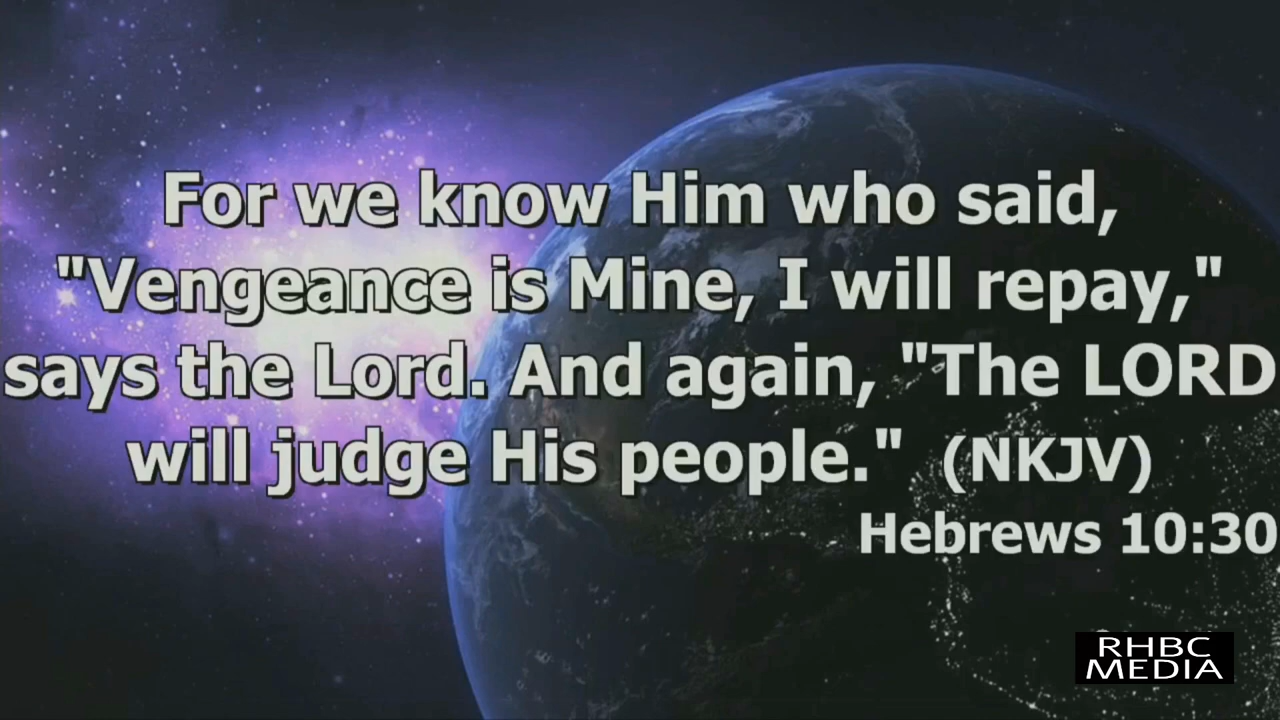 For we know Him who said,
"Vengeance is Mine, I will repay,"
says the Lord. And again, "The LORD
will judge His people." (NKJV)
Hebrews 10:30
RHBC
MEDIA